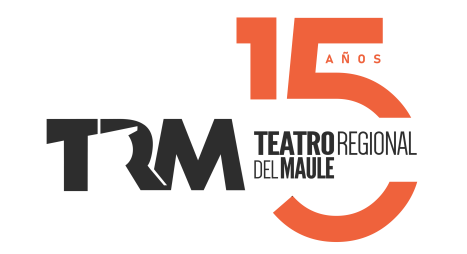 15
AÑOS
TRM
TEATRO REGIONAL
DEL MAULE